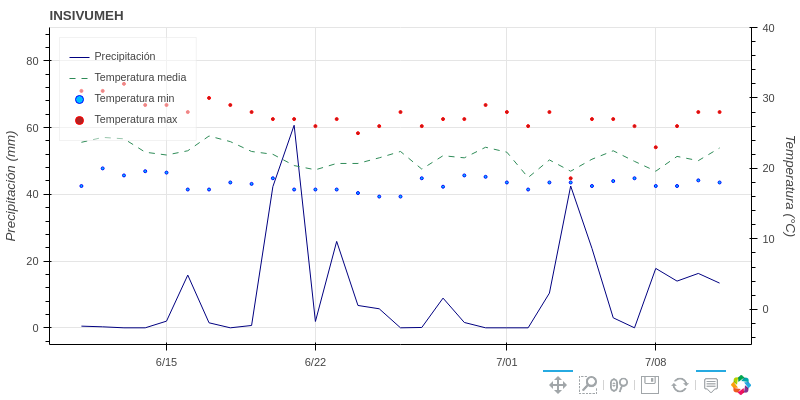 INSIVUMEH
Precipitación
Temperatura media
Temperatura min
Temperatura max
Precipitación (mm)
80
60
40
20
0
Temperatura (°C)
40
30
20
10
0
6/15
6/22
7/01
7/08